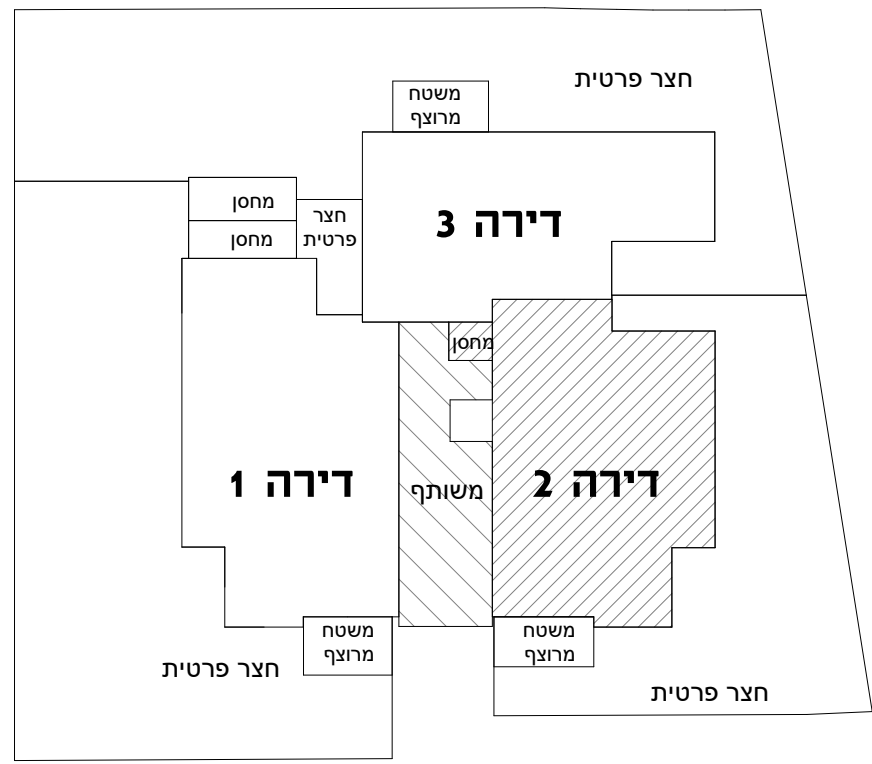 חצר פרטית
משטח
מרוצף
מחסן
חצר
פרטית
דירה 3
מחסן
מחסן
משותף
דירה 2
דירה 1
משטח
מרוצף
משטח
מרוצף
חצר פרטית
חצר פרטית